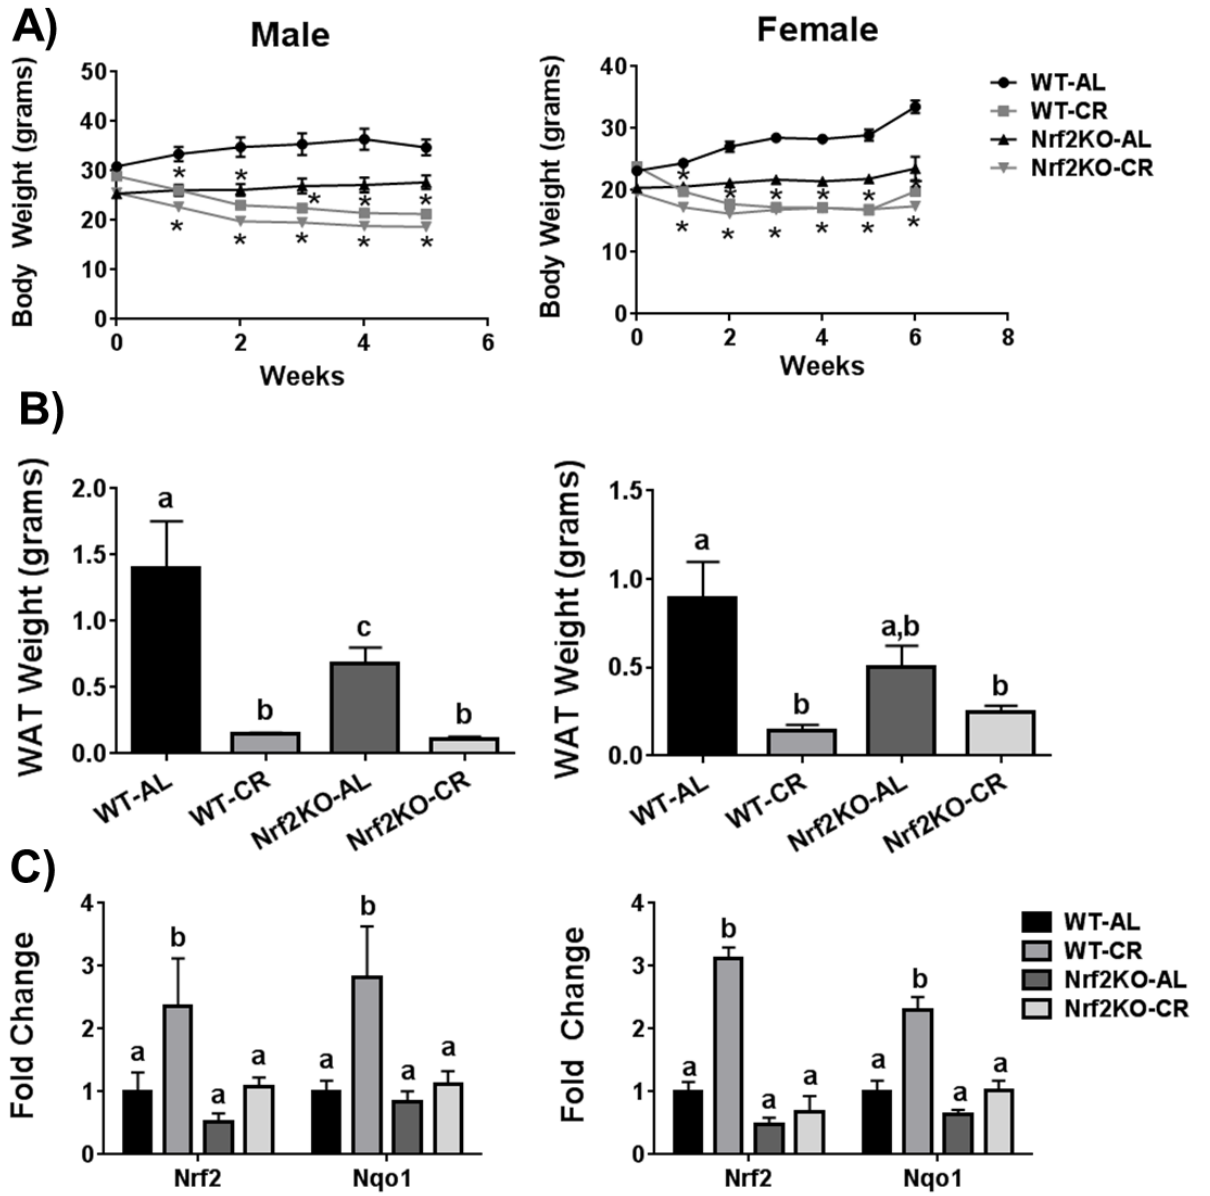 A)
Male
Female
Body Weight (grams)
50
40
30
20
10
0
0 2 4 6
Weeks
* * * * *
* * * * *
Body Weight (grams)
40
30
20
10
0
0 2 4 6 8
Weeks
* * * * * *
* * * * * *
WT-AL
WT-CR
Nrf2KO-AL
Nrf2KO-CR
B)
WAT Weight (grams)
2.0
1.5
1.0
0.5
0.0
a
b
c
b
WT-AL
WT-CR
Nrf2KO-AL
Nrf2KO-CR
WAT Weight (grams)
1.5
1.0
0.5
0.0
a
b
a,b
b
WT-AL
WT-CR
Nrf2KO-AL
Nrf2KO-CR
C)
Fold Change
4
3
2
1
0
a b a a
a b a a
Nrf2 Nqo1
Fold Change
4
3
2
1
0
a b a a
a b a a
Nrf2 Nqo1
WT-AL
WT-CR
Nrf2KO-AL
Nrf2KO-CR